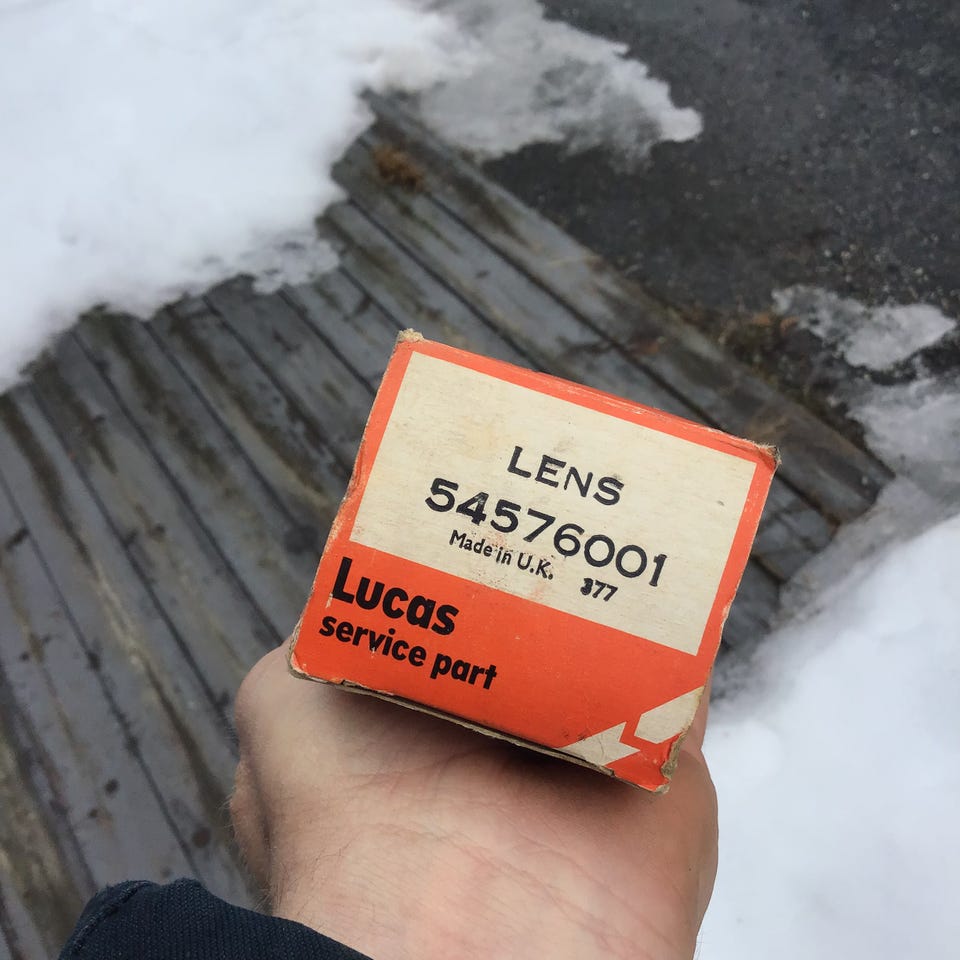 LENS
54576001
Made in U.K. 377
Lucas
service part